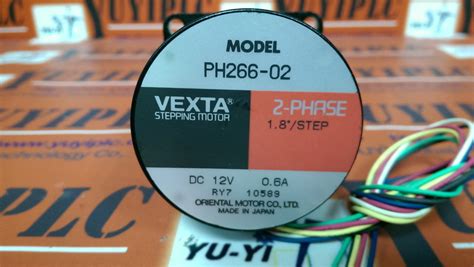 MODEL
PH266-02
VEXTA®
STEPPING MOTOR
2-PHASE
1.8°/STEP
DC 12V 0.6A
RY7 10589
ORIENTAL MOTOR CO., LTD.
MADE IN JAPAN
YU-YI